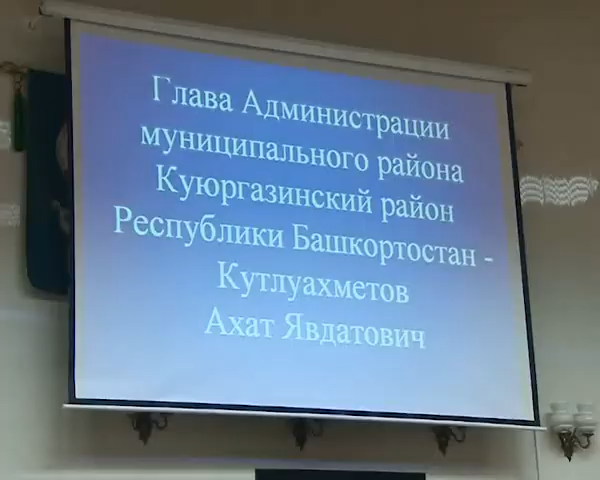 Глава Администрации
муниципального района
Куюргазинский район
Республики Башкортостан -
Кутлуахметов
Ахат Явдатович